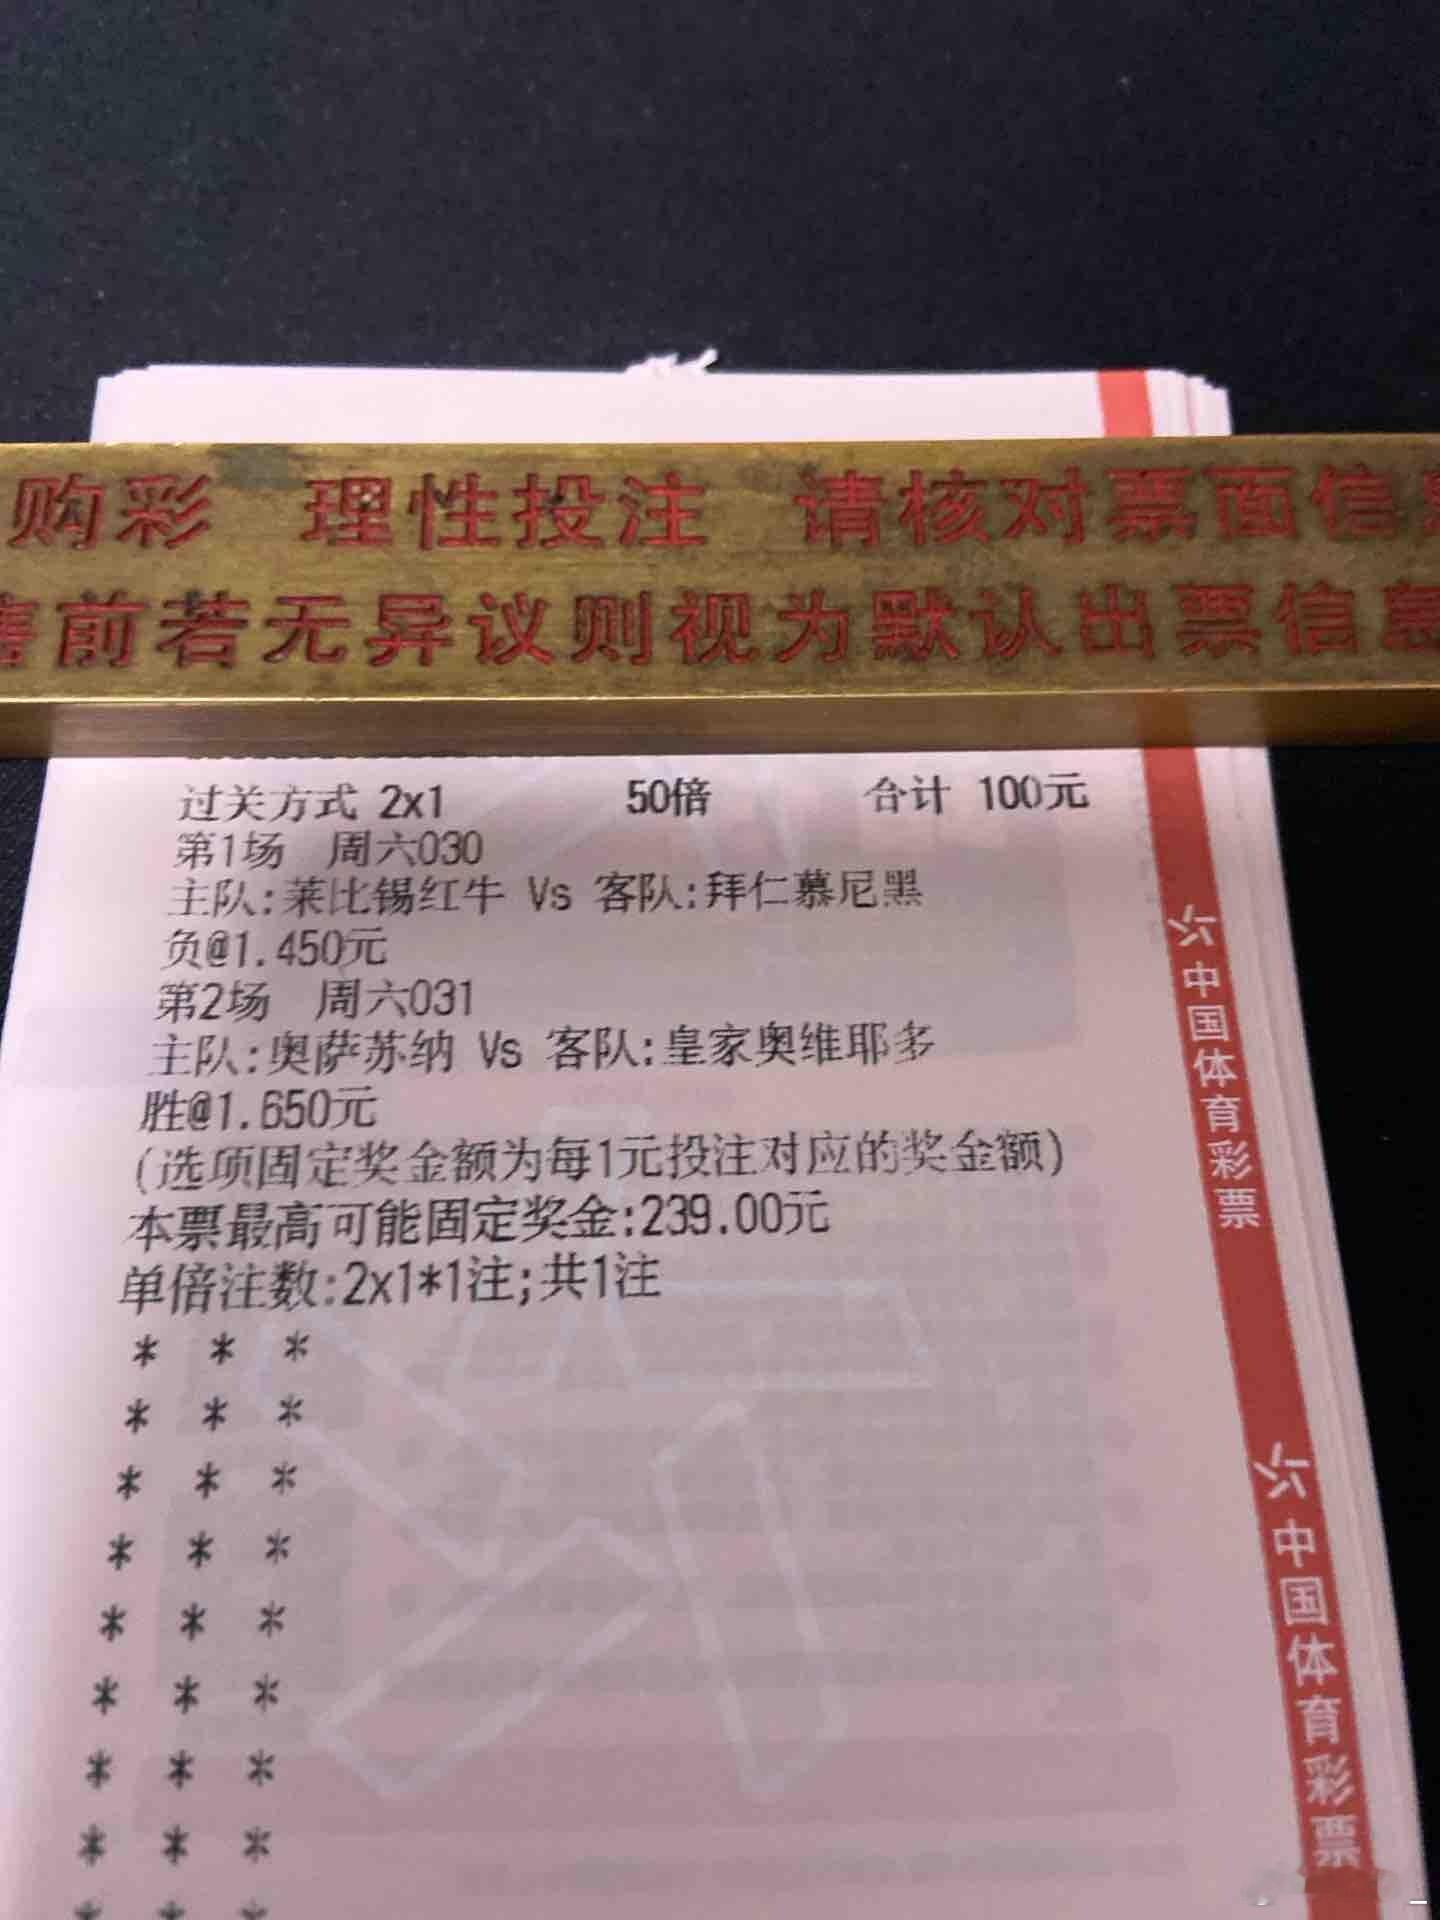 购彩 理性投注 请核对票面信
售前若无异议则视为默认出票信息
过关方式 2x1 50倍 合计 100元
第1场 周六030
主队:莱比锡红牛 Vs 客队:拜仁慕尼黑
负@1.450元
第2场 周六031
主队:奥萨苏纳 Vs 客队:皇家奥维耶多
胜@1.650元
(选项固定奖金额为每1元投注对应的奖金额)
本票最高可能固定奖金:239.00元
单倍注数:2x1*1注;共1注
* * *
* * *
* * *
* * *
* * *
* * *
* * *
* * *
* * *
中国体育彩票
中国体育彩票